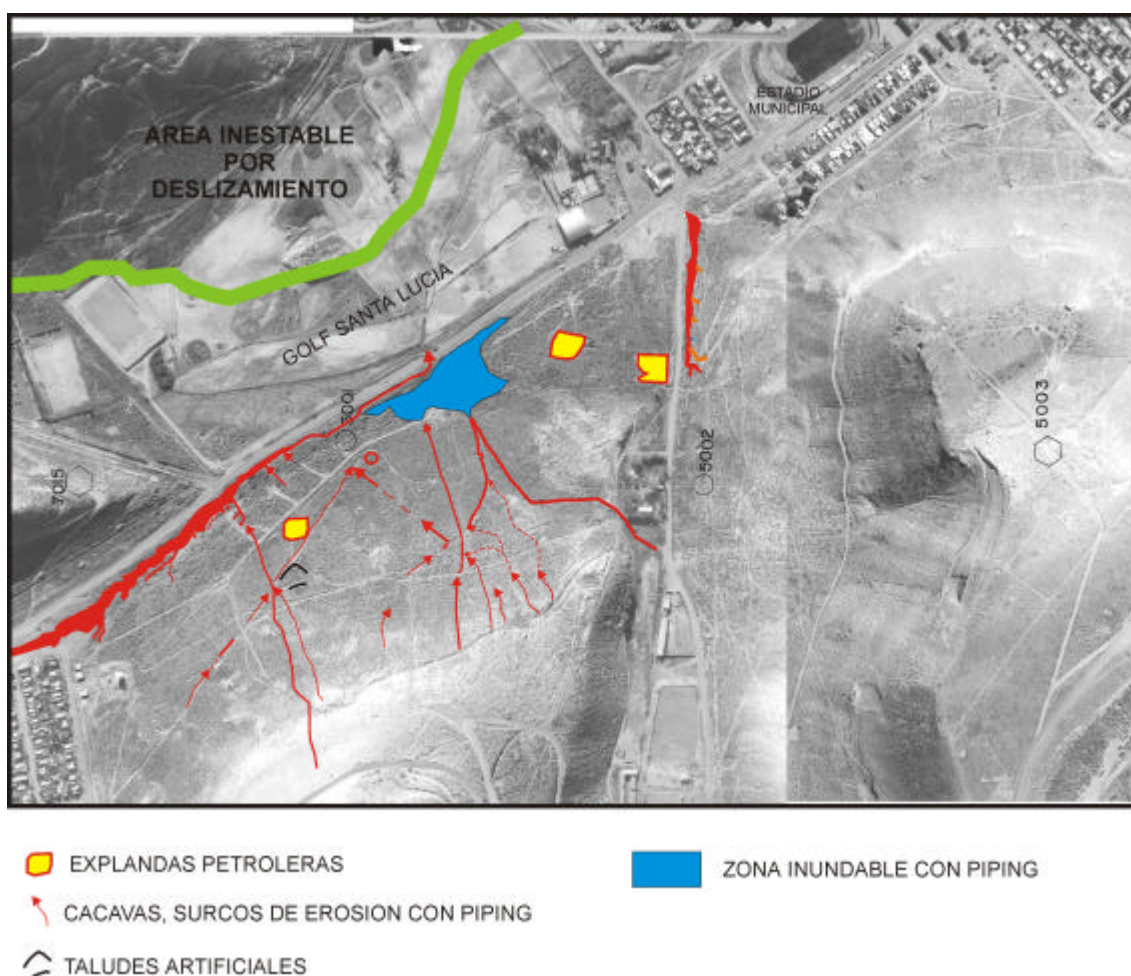 ESTADIO
MUNICIPAL
AREA INESTABLE
POR
DESLIZAMIENTO
GOLF SANTA LUCIA
5001
5002
5003
7015
EXPLANDAS PETROLERAS
ZONA INUNDABLE CON PIPING
CACAVAS, SURCOS DE EROSION CON PIPING
TALUDES ARTIFICIALES